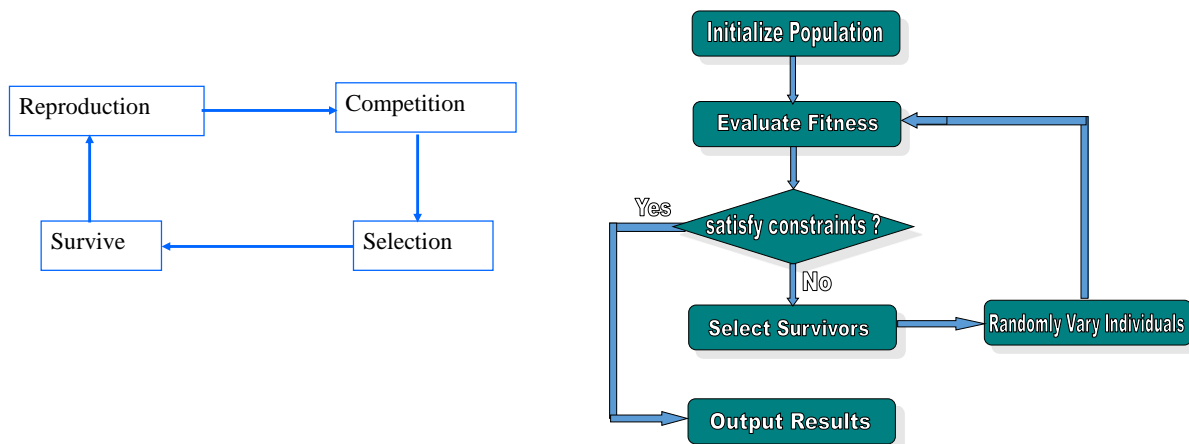 Reproduction
Competition
Survive
Selection
Initialize Population
Evaluate Fitness
Yes
satisfy constraints ?
No
Select Survivors
Randomly Vary Individuals
Output Results